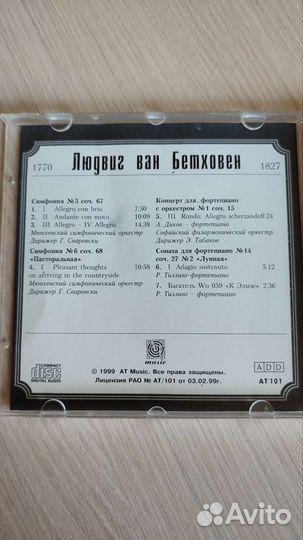 Людвиг ван Бетховен
1770
1827
Симфония №5 соч. 67
1. I Allegro con brio 7:50
2. II Andante con moto 10:09
3. III Allegro – IV Allegro 14:38
Мюнхенский симфонический оркестр
Дирижер Г. Сваровски
Симфония №6 соч. 68
«Пасторальная»
4. I Pleasant thoughts 10:58
on arriving in the countryside
Мюнхенский симфонический оркестр
Дирижер Г. Сваровски
Концерт для фортепиано
с оркестром №1 соч. 15
5. III Rondo: Allegro scherzando 9:24
А. Диков - фортепиано
Софийский филармонический оркестр
Дирижер Э. Табаков
Соната для фортепиано №14
соч. 27 №2 «Лунная»
6. I Adagio sostenuto 5.12
Р. Тиллинг-фортепиано
7. Багатель Wo 059 «К Элизе» 2:36
Р. Тиллинг - фортепиано
music
© 1999 AT Music. Все права защищены.
Лицензия РАО № АТ/101 от 03.02.99г.
COMPACT
disc
DIGITAL AUDIO
ADD
AT 101
Avito